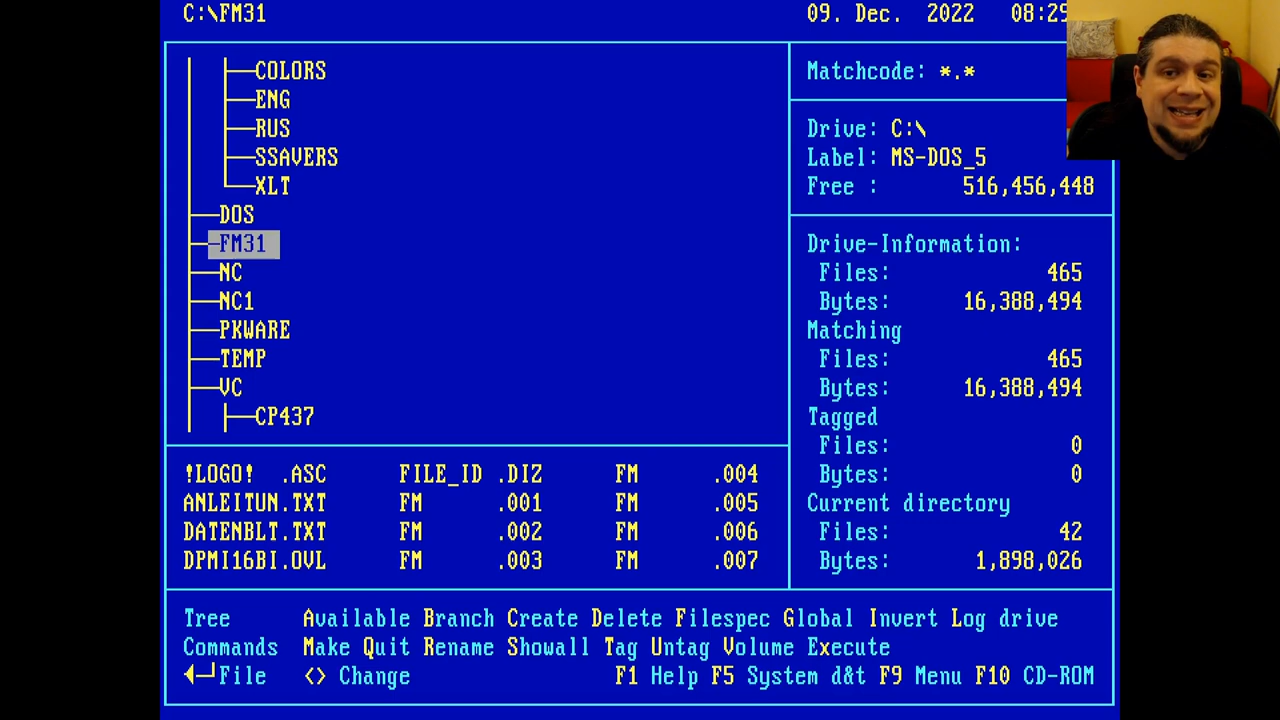 C:\FM31 09. Dec. 2022 08:29
COLORS
ENG
RUS
SSAVERS
XLT
DOS
FM31
NC
NC1
PKWARE
TEMP
VC
CP437
Matchcode: *.*
Drive: C:\
Label: MS-DOS_5
Free : 516,456,448
Drive-Information:
Files: 465
Bytes: 16,388,494
Matching
Files: 465
Bytes: 16,388,494
Tagged
Files: 0
Bytes: 0
Current directory
Files: 42
Bytes: 1,898,026
!LOGO! .ASC FILE_ID .DIZ FM .004
ANLEITUN.TXT FM .001 FM .005
DATENBLT.TXT FM .002 FM .006
DPMI16BI.OVL FM .003 FM .007
Tree Available Branch Create Delete Filespec Global Invert Log drive
Commands Make Quit Rename Showall Tag Untag Volume Execute
◄─┘File <> Change F1 Help F5 System d&t F9 Menu F10 CD-ROM